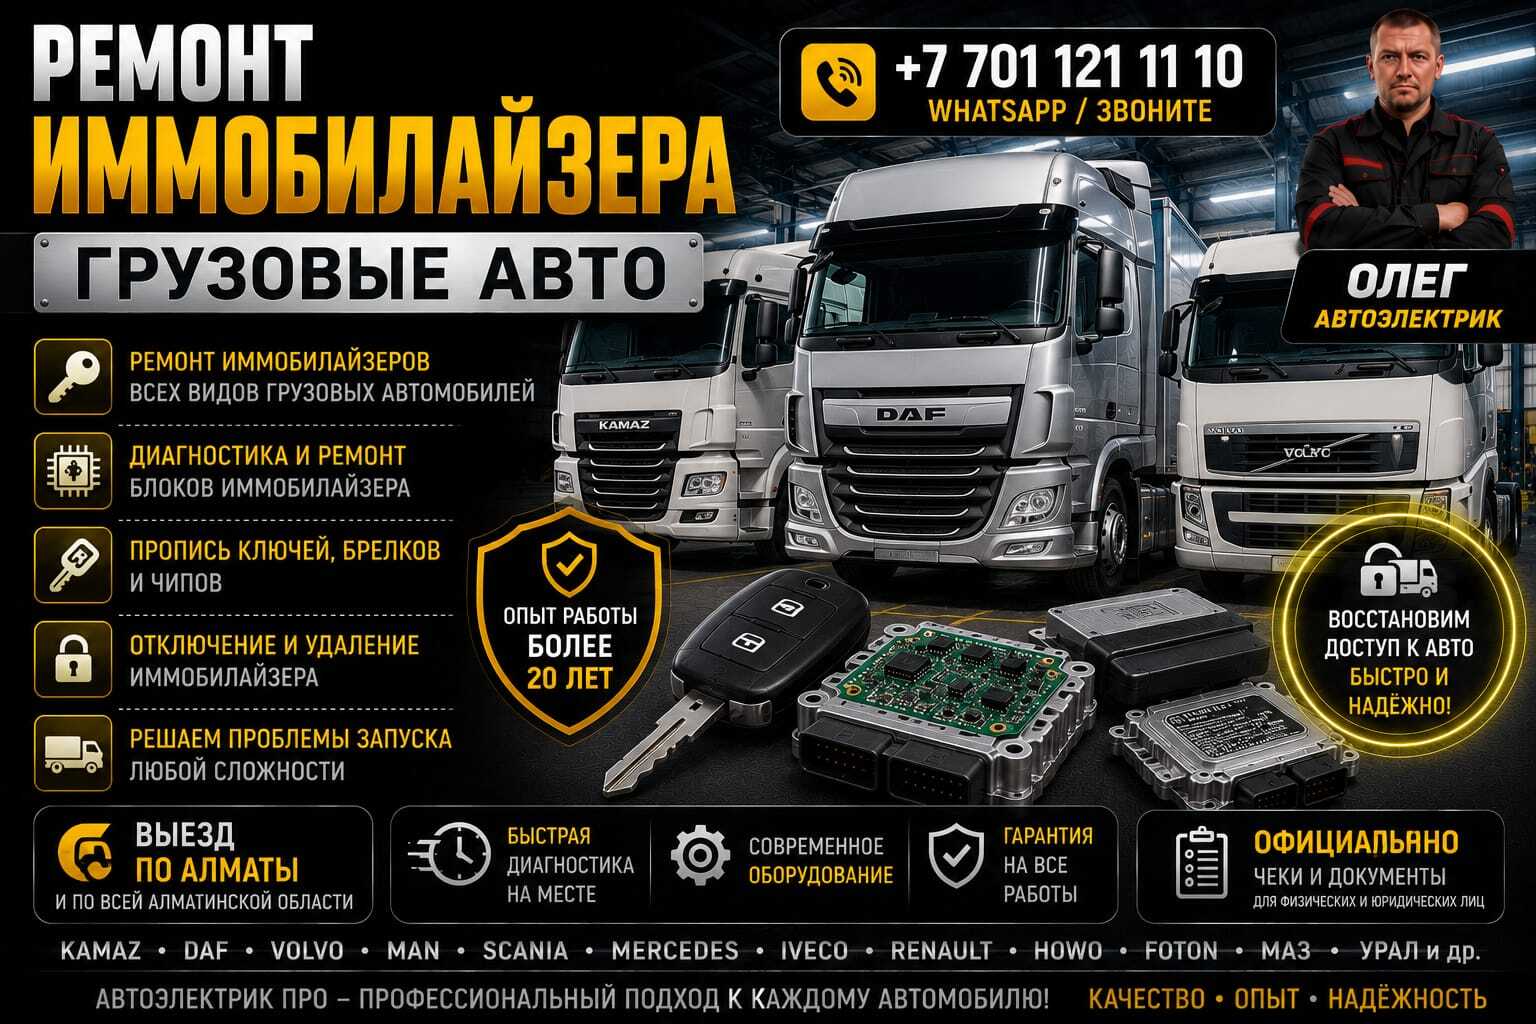 РЕМОНТ
ИММОБИЛАЙЗЕРА
ГРУЗОВЫЕ АВТО
+7 701 121 11 10
WHATSAPP / ЗВОНИТЕ
ОЛЕГ
АВТОЭЛЕКТРИК
РЕМОНТ ИММОБИЛАЙЗЕРОВ
ВСЕХ ВИДОВ ГРУЗОВЫХ АВТОМОБИЛЕЙ
ДИАГНОСТИКА И РЕМОНТ
БЛОКОВ ИММОБИЛАЙЗЕРА
ПРОПИСЬ КЛЮЧЕЙ, БРЕЛКОВ
И ЧИПОВ
ОТКЛЮЧЕНИЕ И УДАЛЕНИЕ
ИММОБИЛАЙЗЕРА
РЕШАЕМ ПРОБЛЕМЫ ЗАПУСКА
ЛЮБОЙ СЛОЖНОСТИ
KAMAZ
DAF
VOLVO
ОПЫТ РАБОТЫ
БОЛЕЕ
20 ЛЕТ
ВОССТАНОВИМ
ДОСТУП К АВТО
БЫСТРО И
НАДЁЖНО!
ВЫЕЗД
ПО АЛМАТЫ
И ПО ВСЕЙ АЛМАТИНСКОЙ ОБЛАСТИ
БЫСТРАЯ
ДИАГНОСТИКА
НА МЕСТЕ
СОВРЕМЕННОЕ
ОБОРУДОВАНИЕ
ГАРАНТИЯ
НА ВСЕ
РАБОТЫ
ОФИЦИАЛЬНО
ЧЕКИ И ДОКУМЕНТЫ
ДЛЯ ФИЗИЧЕСКИХ И ЮРИДИЧЕСКИХ ЛИЦ
KAMAZ • DAF • VOLVO • MAN • SCANIA • MERCEDES • IVECO • RENAULT • HOWO • FOTON • МАЗ • УРАЛ и др.
АВТОЭЛЕКТРИК ПРО – ПРОФЕССИОНАЛЬНЫЙ ПОДХОД К КАЖДОМУ АВТОМОБИЛЮ!
КАЧЕСТВО • ОПЫТ • НАДЁЖНОСТЬ